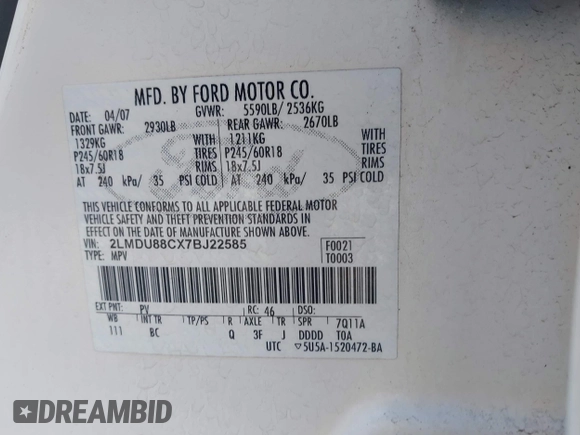 MFD. BY FORD MOTOR CO.
DATE: 04/07 GVWR: 5590LB/ 2536KG
FRONT GAWR: 2930LB REAR GAWR: 2670LB
1329KG WITH 1211KG WITH
P245/60R18 TIRES P245/60R18 TIRES
18x7.5J RIMS 18x7.5J RIMS
AT 240 kPa/ 35 PSI COLD AT 240 kPa/ 35 PSI COLD
THIS VEHICLE CONFORMS TO ALL APPLICABLE FEDERAL MOTOR
VEHICLE SAFETY AND THEFT PREVENTION STANDARDS IN
EFFECT ON THE DATE OF MANUFACTURE SHOWN ABOVE.
VIN: 2LMDU88CX7BJ22585 F0021
TYPE: MPV T0003
EXT PNT: PV RC: 46 DSO:
WB INT TR TP/PS R AXLE TR SPR 7Q11A
111 BC Q 3F J DDDD T0A
UTC ▽5U5A-1520472-BA
DREAMBID